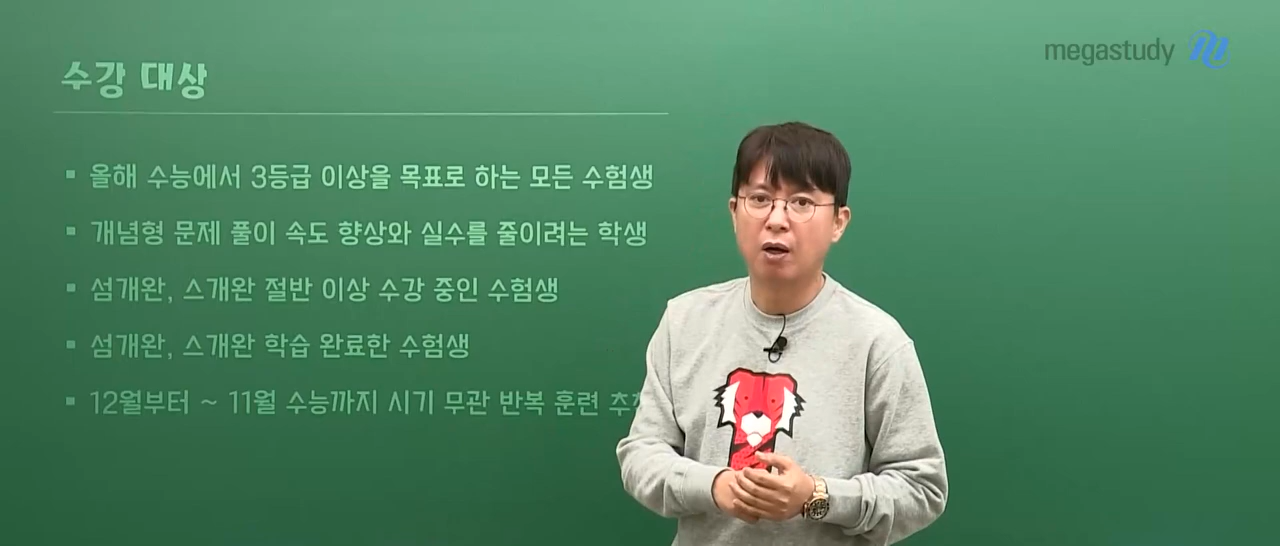 megastudy
수강 대상
올해 수능에서 3등급 이상을 목표로 하는 모든 수험생
개념형 문제 풀이 속도 향상와 실수를 줄이려는 학생
섬개완, 스개완 절반 이상 수강 중인 수험생
섬개완, 스개완 학습 완료한 수험생
12월부터 ~ 11월 수능까지 시기 무관 반복 훈련